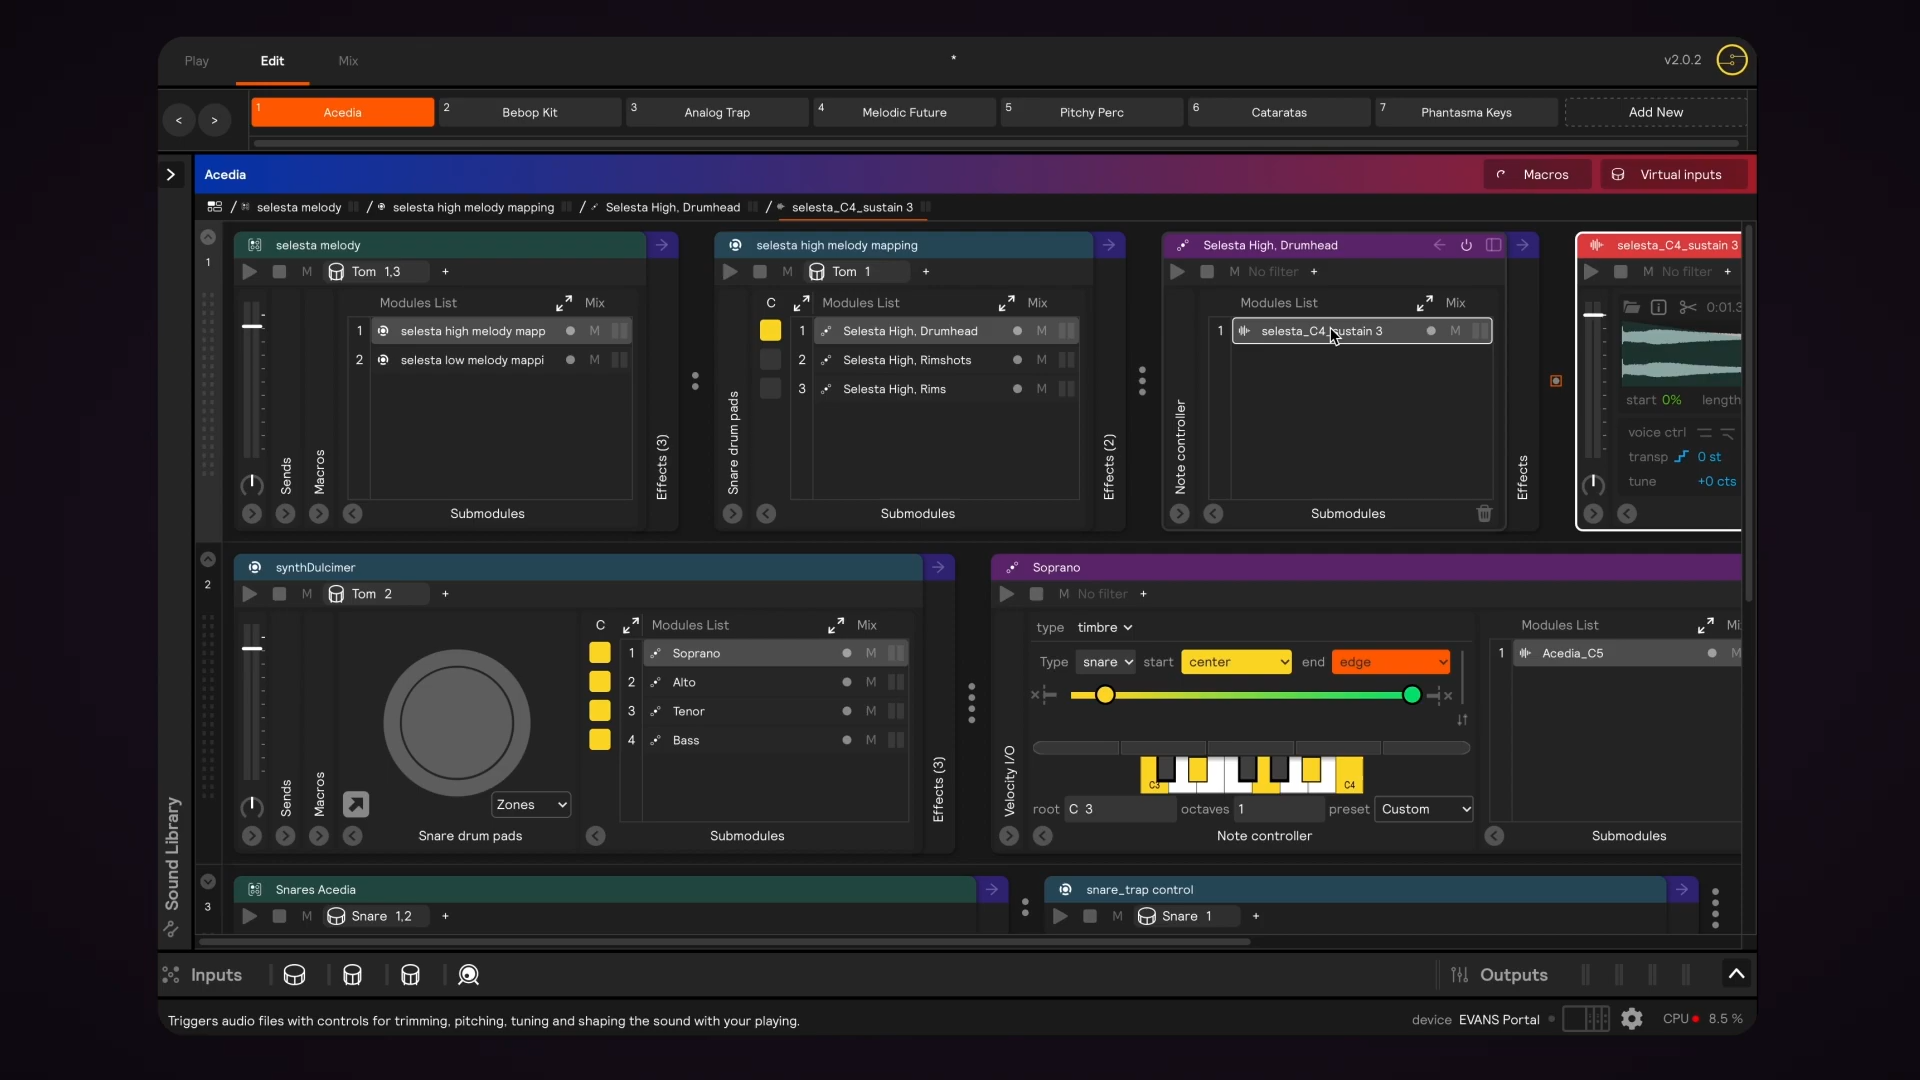 Play Edit Mix * v2.0.2
< > 1 Acedia 2 Bebop Kit 3 Analog Trap 4 Melodic Future 5 Pitchy Perc 6 Cataratas 7 Phantasma Keys Add New
Acedia Macros Virtual inputs
/ selesta melody / selesta high melody mapping / Selesta High, Drumhead / selesta_C4_sustain 3
1 selesta melody selesta high melody mapping Selesta High, Drumhead selesta_C4_sustain 3
M Tom 1,3 + M Tom 1 + M No filter + M No filter +
Modules List Mix C Modules List Mix Modules List Mix 0:01.3
1 selesta high melody mapp M 1 Selesta High, Drumhead M 1 selesta_C4_sustain 3 M
2 selesta low melody mappi M 2 Selesta High, Rimshots M
3 Selesta High, Rims M
start 0% length
voice ctrl
transp 0 st
tune +0 cts
Sends Macros Effects (3) Snare drum pads Effects (2) Note controller Effects
Submodules Submodules Submodules
2 synthDulcimer Soprano
M Tom 2 + M No filter +
C Modules List Mix type timbre Modules List Mi
1 Soprano M Type snare start center end edge 1 Acedia_C5 M
2 Alto M
3 Tenor M
4 Bass M
C3 C4
Sends Macros Zones Effects (3) Velocity I/O root C 3 octaves 1 preset Custom
Snare drum pads Submodules Note controller Submodules
3 Snares Acedia snare_trap control
M Snare 1,2 + M Snare 1 +
Sound Library
Inputs Outputs
Triggers audio files with controls for trimming, pitching, tuning and shaping the sound with your playing. device EVANS Portal CPU 8.5 %